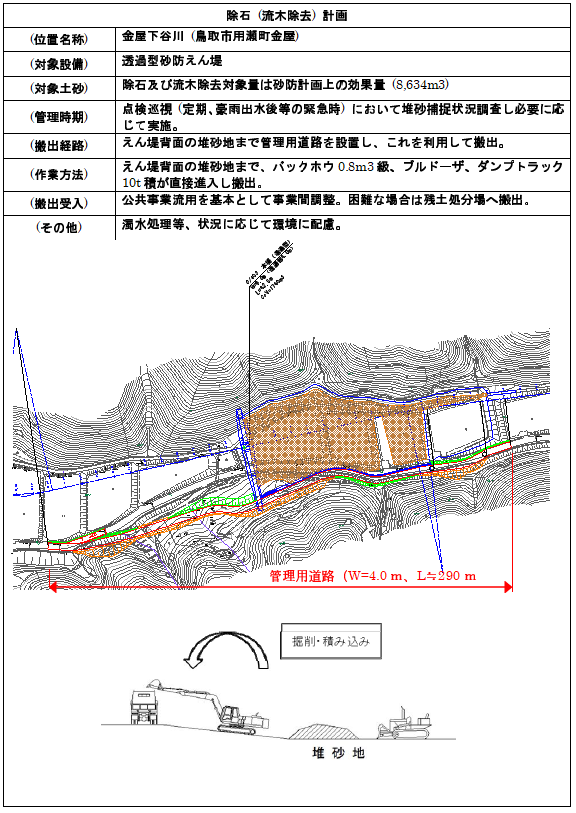 除石（流木除去）計画
(位置名称) 金屋下谷川（鳥取市用瀬町金屋）
(対象設備) 透過型砂防えん堤
(対象土砂) 除石及び流木除去対象量は砂防計画上の効果量（8,634m3）
(管理時期) 点検巡視（定期、豪雨出水後等の緊急時）において堆砂捕捉状況調査し必要に応
じて実施。
(搬出経路) えん堤背面の堆砂地まで管理用道路を設置し、これを利用して搬出。
(作業方法) えん堤背面の堆砂地まで、バックホウ 0.8m3 級、ブルドーザ、ダンプトラック
10t 積が直接進入し搬出。
(搬出受入) 公共事業流用を基本として事業間調整。困難な場合は残土処分場へ搬出。
(その他) 濁水処理等、状況に応じて環境に配慮。
管理用道路（W=4.0 m、L≒290 m
掘削・積み込み
堆 砂 地